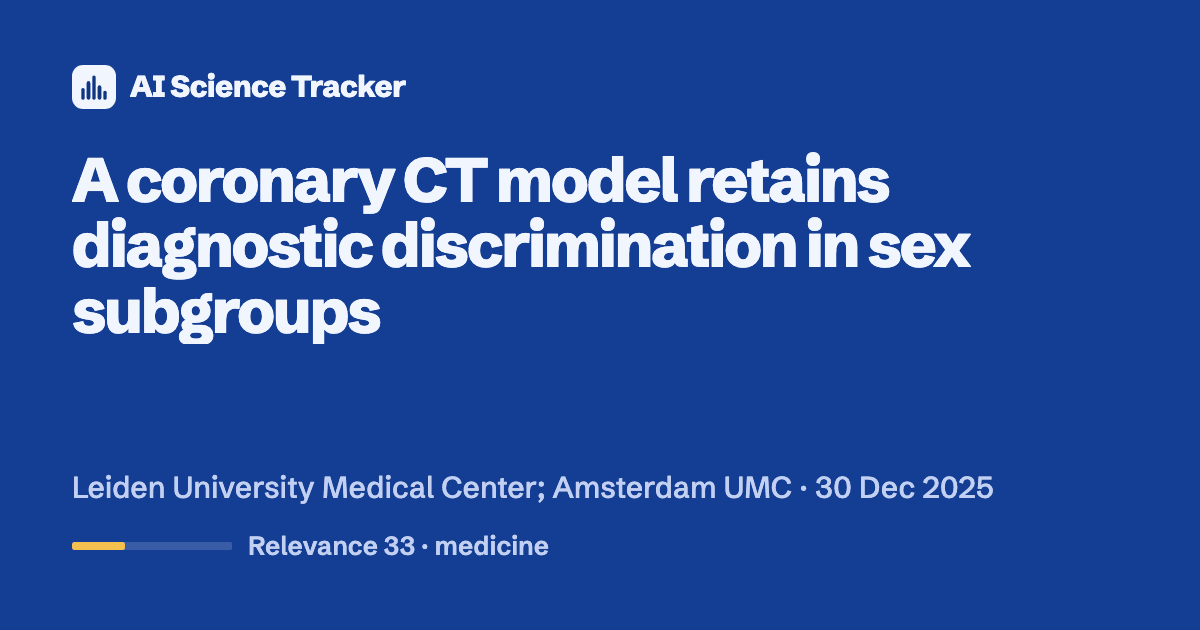 AI Science Tracker
A coronary CT model retains
diagnostic discrimination in sex
subgroups
Leiden University Medical Center; Amsterdam UMC · 30 Dec 2025
Relevance 33 · medicine